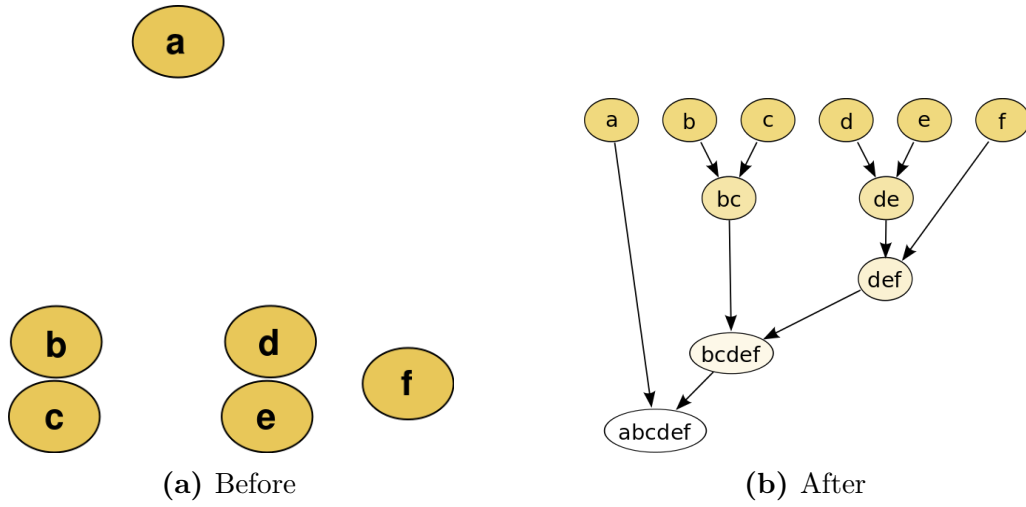 a
b
c
d
e
f
(a) Before
a b c d e f
bc de
def
bcdef
abcdef
(b) After